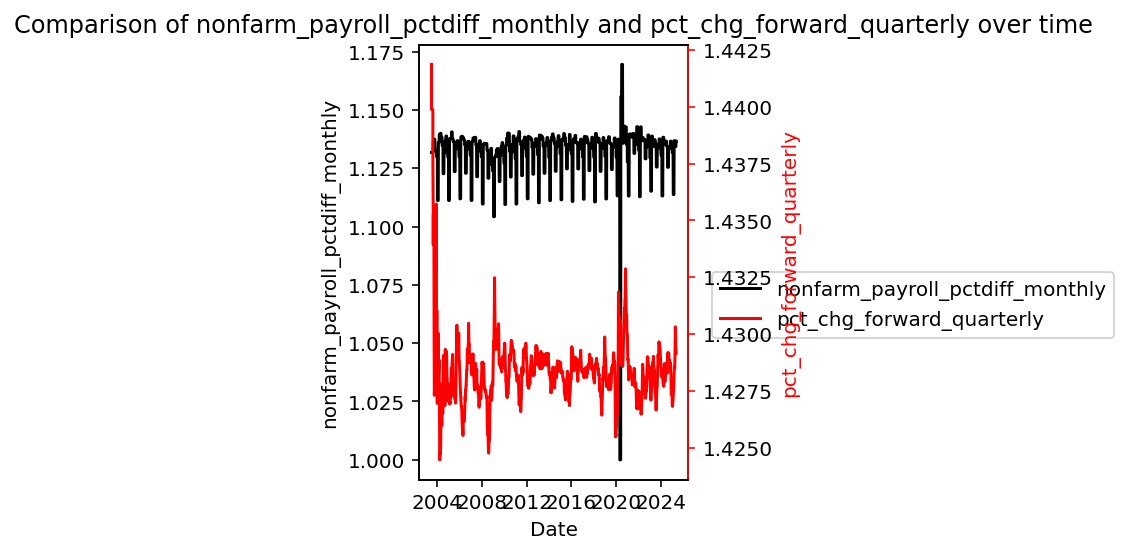 Comparison of nonfarm_payroll_pctdiff_monthly and pct_chg_forward_quarterly over time
1.175
1.150
1.125
1.100
1.075
1.050
1.025
1.000
nonfarm_payroll_pctdiff_monthly
1.4425
1.4400
1.4375
1.4350
1.4325
1.4300
1.4275
1.4250
pct_chg_forward_quarterly
nonfarm_payroll_pctdiff_monthly
pct_chg_forward_quarterly
2004 2008 2012 2016 2020 2024
Date